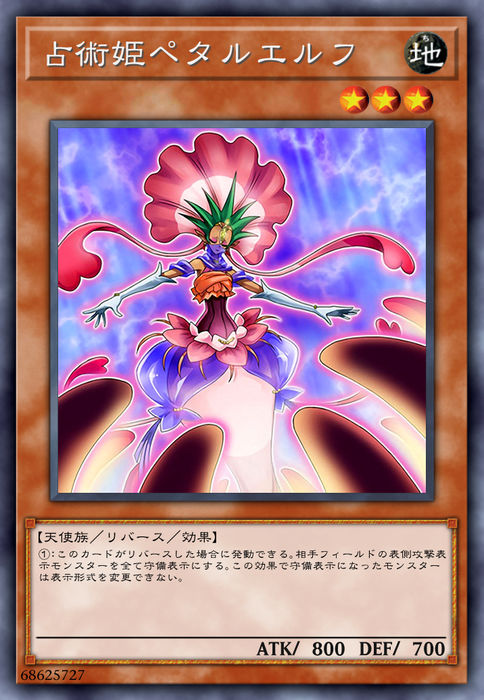 占術姫ペタルエルフ
地
ち
【天使族／リバース／効果】
①:このカードがリバースした場合に発動できる。相手フィールドの表側攻撃表
示モンスターを全て守備表示にする。この効果で守備表示になったモンスター
は表示形式を変更できない。
ATK/ 800 DEF/ 700
68625727